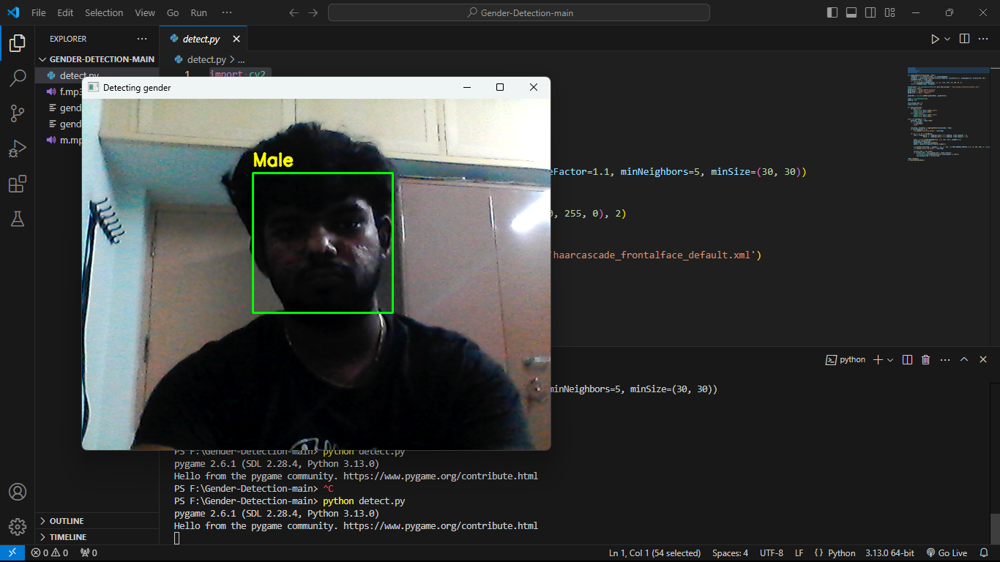 File Edit Selection View Go Run ··· Gender-Detection-main
EXPLORER ···
GENDER-DETECTION-MAIN
detect.py
f.mp3
gend
gend
m.mp
OUTLINE
TIMELINE
detect.py
detect.py > ...
1 import cv2
Detecting gender
Male
eFactor=1.1, minNeighbors=5, minSize=(30, 30))
0, 255, 0), 2)
'haarcascade_frontalface_default.xml')
python
minNeighbors=5, minSize=(30, 30))
PS F:\Gender-Detection-main> python detect.py
pygame 2.6.1 (SDL 2.28.4, Python 3.13.0)
Hello from the pygame community. https://www.pygame.org/contribute.html
PS F:\Gender-Detection-main> ^C
PS F:\Gender-Detection-main> python detect.py
pygame 2.6.1 (SDL 2.28.4, Python 3.13.0)
Hello from the pygame community. https://www.pygame.org/contribute.html
0 0 0 Ln 1, Col 1 (54 selected) Spaces: 4 UTF-8 LF {} Python 3.13.0 64-bit Go Live